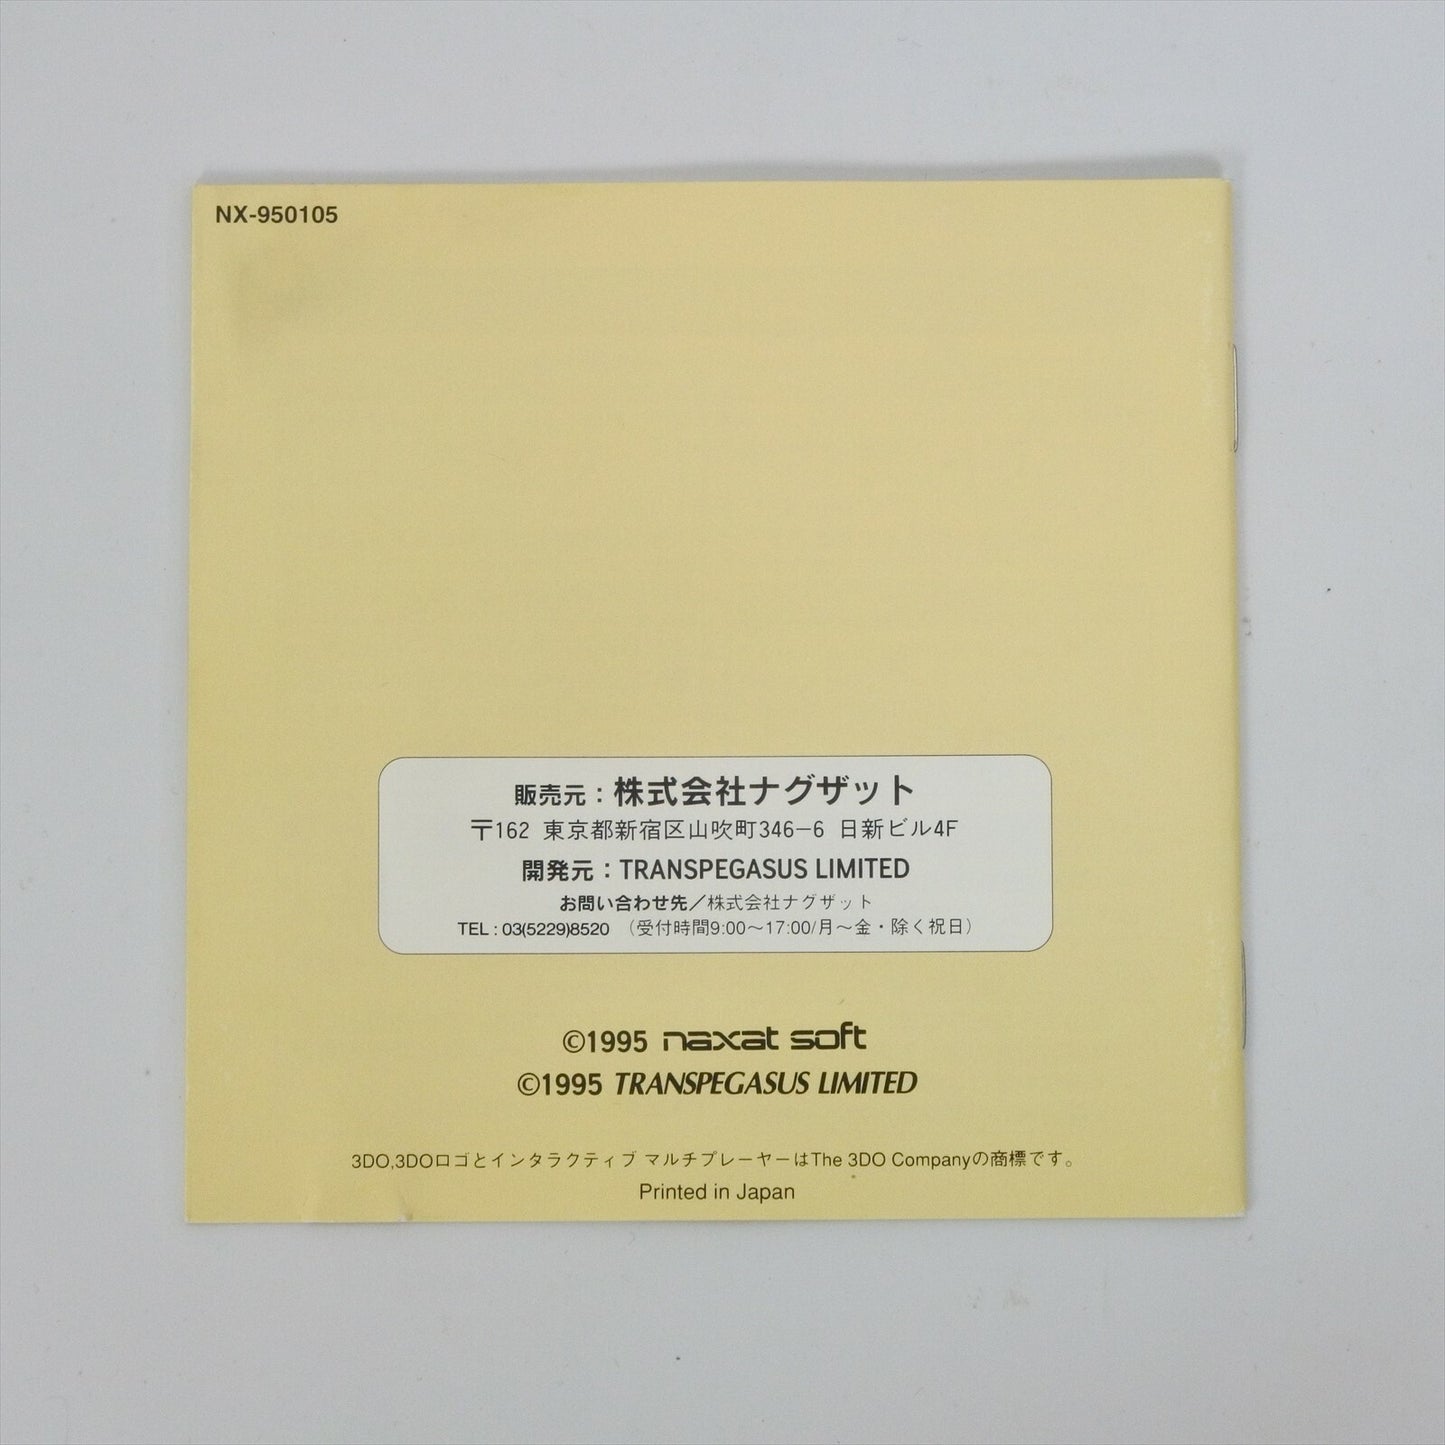 NX-950105
販売元：株式会社ナグザット
〒162 東京都新宿区山吹町346−6 日新ビル4F
開発元：TRANSPEGASUS LIMITED
お問い合わせ先／株式会社ナグザット
TEL : 03(5229)8520 （受付時間9:00〜17:00/月〜金・除く祝日）
©1995 naxat soft
©1995 TRANSPEGASUS LIMITED
3DO,3DOロゴとインタラクティブ マルチプレーヤーはThe 3DO Companyの商標です。
Printed in Japan